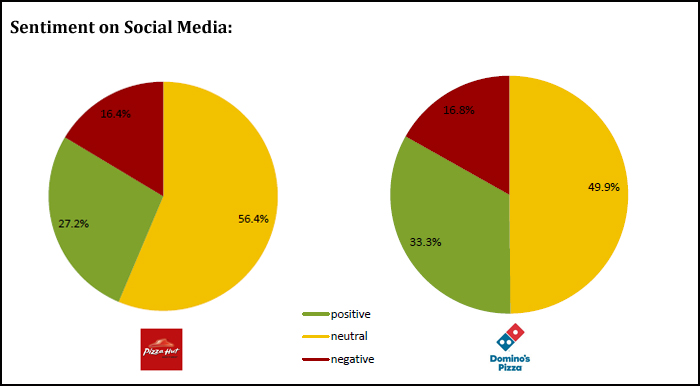 Sentiment on Social Media:
16.4%
27.2%
56.4%
16.8%
33.3%
49.9%
positive
neutral
negative
Pizza Hut
Domino's
Pizza